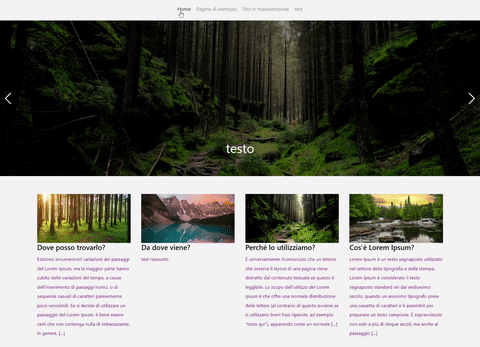 Home Pagina di esempio Sito in manutenzione test
testo
Dove posso trovarlo?
Esistono innumerevoli variazioni dei passaggi
del Lorem Ipsum, ma la maggior parte hanno
subito delle variazioni del tempo, a causa
dell'inserimento di passaggi ironici, o di
sequenze casuali di caratteri palesemente
poco verosimili. Se si decide di utilizzare un
passaggio del Lorem Ipsum, è bene essere
certi che non contenga nulla di imbarazzante.
In genere, [...]
Da dove viene?
test riassunto
Perchè lo utilizziamo?
È universalmente riconosciuto che un lettore
che osserva il layout di una pagina viene
distratto dal contenuto testuale se questo è
leggibile. Lo scopo dell'utilizzo del Lorem
Ipsum è che offre una normale distribuzione
delle lettere (al contrario di quanto avviene se
si utilizzano brevi frasi ripetute, ad esempio
"testo qui"), apparendo come un normale [...]
Cos'è Lorem Ipsum?
Lorem Ipsum è un testo segnaposto utilizzato
nel settore della tipografia e della stampa.
Lorem Ipsum è considerato il testo
segnaposto standard sin dal sedicesimo
secolo, quando un anonimo tipografo prese
una cassetta di caratteri e li assemblò per
preparare un testo campione. È sopravvissuto
non solo a più di cinque secoli, ma anche al
passaggio [...]